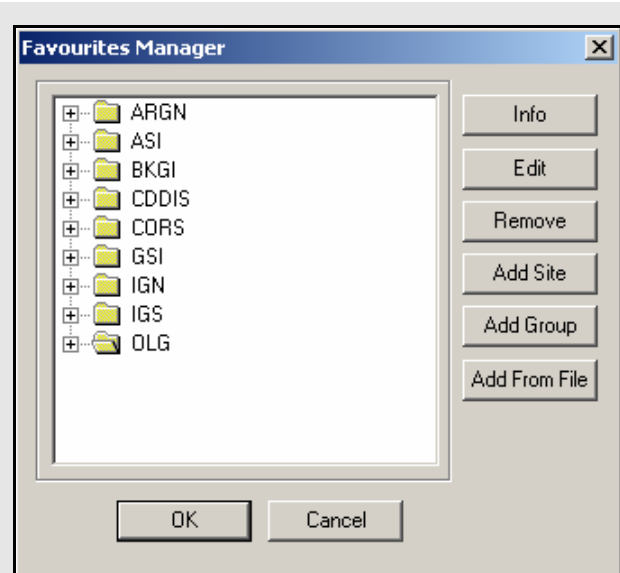 Favourites Manager
ARGN
ASI
BKGI
CDDIS
CORS
GSI
IGN
IGS
OLG
Info
Edit
Remove
Add Site
Add Group
Add From File
OK
Cancel